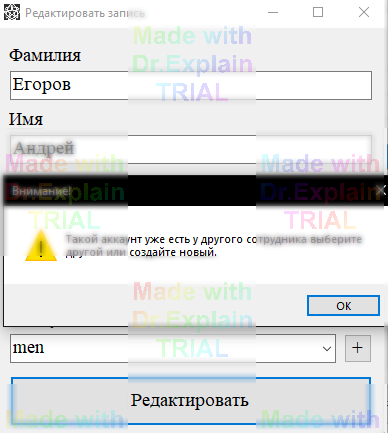 Редактировать запись
Made with
Dr.Explain
TRIAL
Фамилия
Егоров
Имя
Андрей
Made with
Dr.Explain
TRIAL
Made with
Dr.Explain
TRIAL
Внимание!
Такой аккаунт уже есть у другого сотрудника выберите
другой или создайте новый.
OK
Made with
Dr.Explain
TRIAL
men
+
Редактировать
Made with
Made with